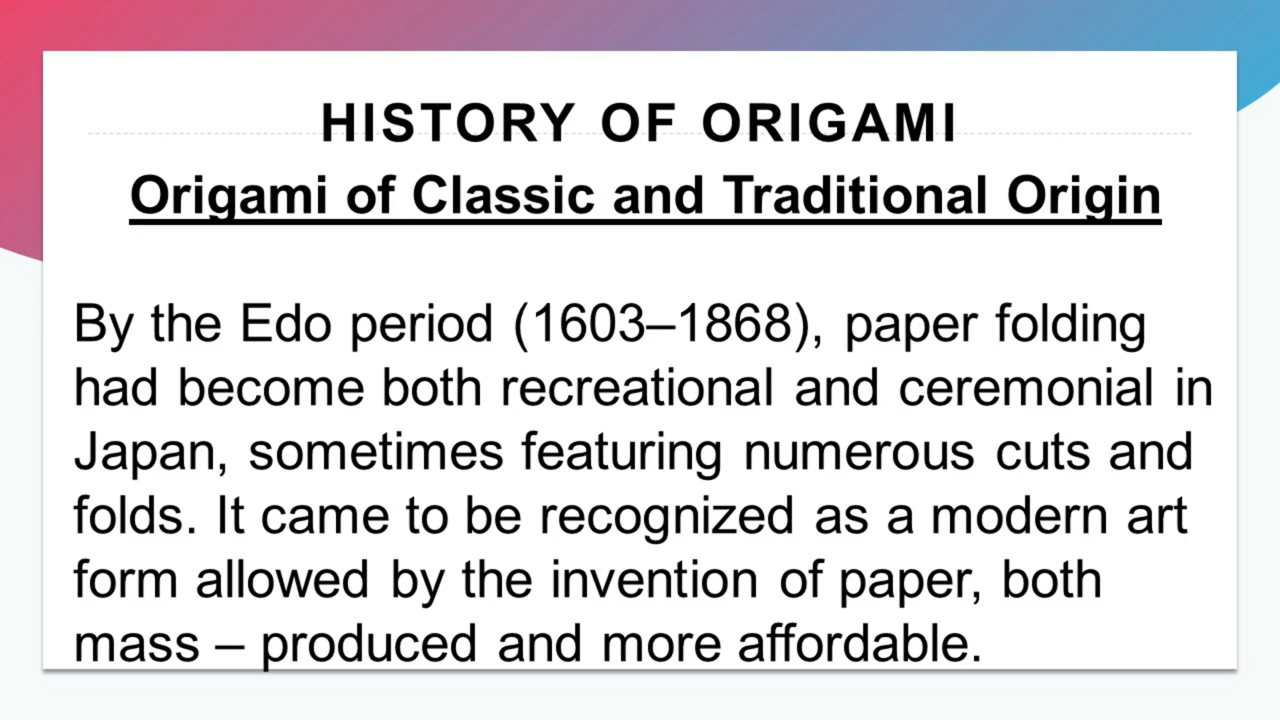 HISTORY OF ORIGAMI
Origami of Classic and Traditional Origin
By the Edo period (1603–1868), paper folding
had become both recreational and ceremonial in
Japan, sometimes featuring numerous cuts and
folds. It came to be recognized as a modern art
form allowed by the invention of paper, both
mass – produced and more affordable.